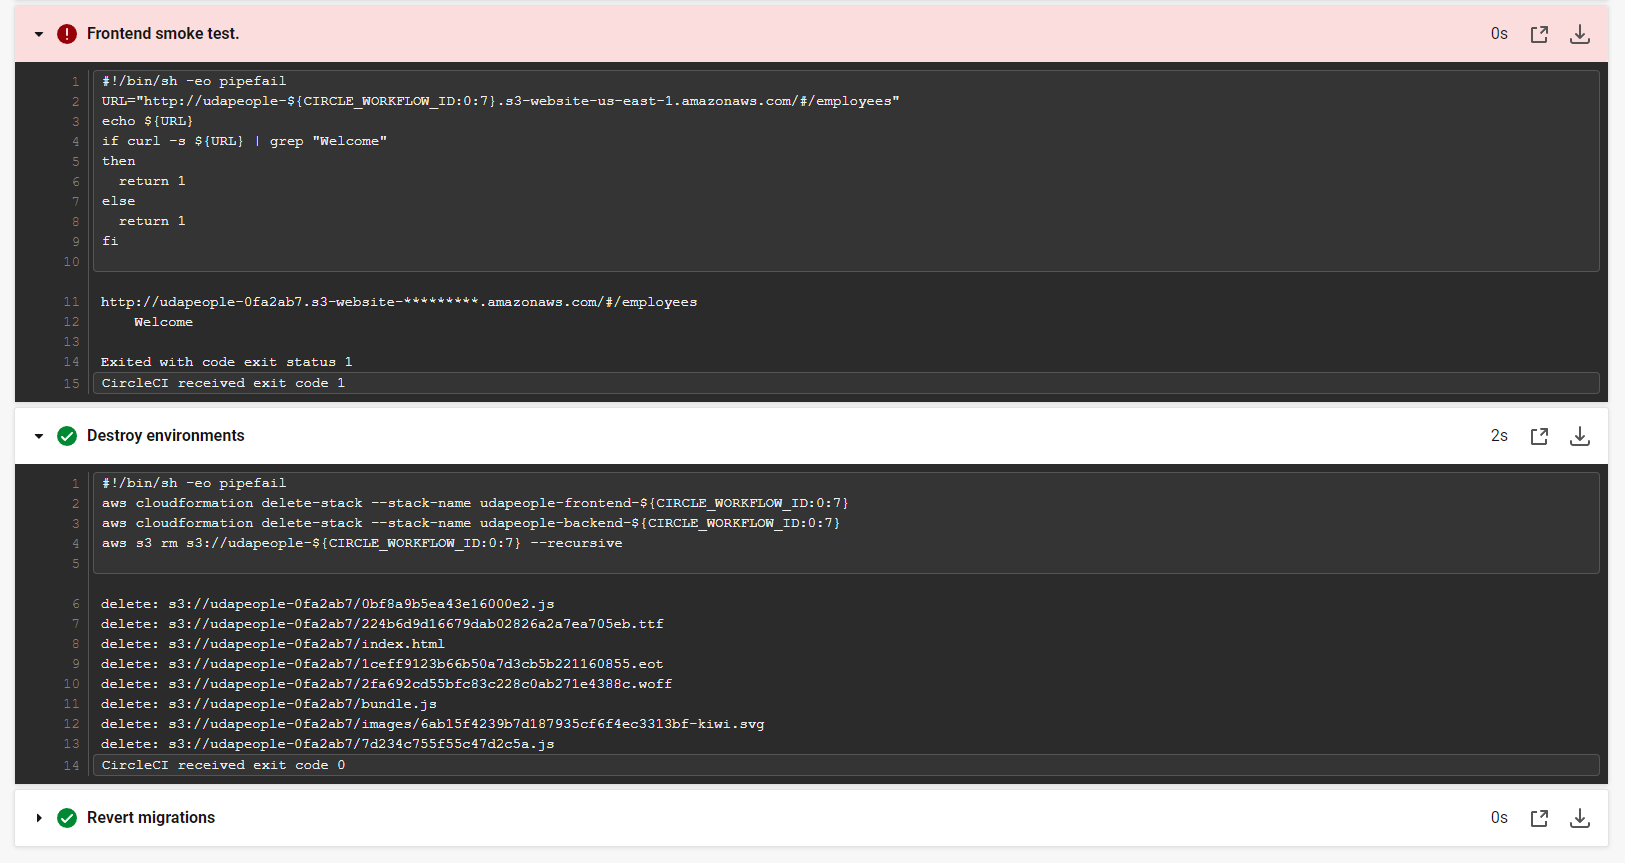 Frontend smoke test. 0s
1 #!/bin/sh -eo pipefail
2 URL="http://udapeople-${CIRCLE_WORKFLOW_ID:0:7}.s3-website-us-east-1.amazonaws.com/#/employees"
3 echo ${URL}
4 if curl -s ${URL} | grep "Welcome"
5 then
6 return 1
7 else
8 return 1
9 fi
10
11 http://udapeople-0fa2ab7.s3-website-*********.amazonaws.com/#/employees
12 Welcome
13
14 Exited with code exit status 1
15 CircleCI received exit code 1
Destroy environments 2s
1 #!/bin/sh -eo pipefail
2 aws cloudformation delete-stack --stack-name udapeople-frontend-${CIRCLE_WORKFLOW_ID:0:7}
3 aws cloudformation delete-stack --stack-name udapeople-backend-${CIRCLE_WORKFLOW_ID:0:7}
4 aws s3 rm s3://udapeople-${CIRCLE_WORKFLOW_ID:0:7} --recursive
5
6 delete: s3://udapeople-0fa2ab7/0bf8a9b5ea43e16000e2.js
7 delete: s3://udapeople-0fa2ab7/224b6d9d16679dab02826a2a7ea705eb.ttf
8 delete: s3://udapeople-0fa2ab7/index.html
9 delete: s3://udapeople-0fa2ab7/1ceff9123b66b50a7d3cb5b221160855.eot
10 delete: s3://udapeople-0fa2ab7/2fa692cd55bfc83c228c0ab271e4388c.woff
11 delete: s3://udapeople-0fa2ab7/bundle.js
12 delete: s3://udapeople-0fa2ab7/images/6ab15f4239b7d187935cf6f4ec3313bf-kiwi.svg
13 delete: s3://udapeople-0fa2ab7/7d234c755f55c47d2c5a.js
14 CircleCI received exit code 0
Revert migrations 0s